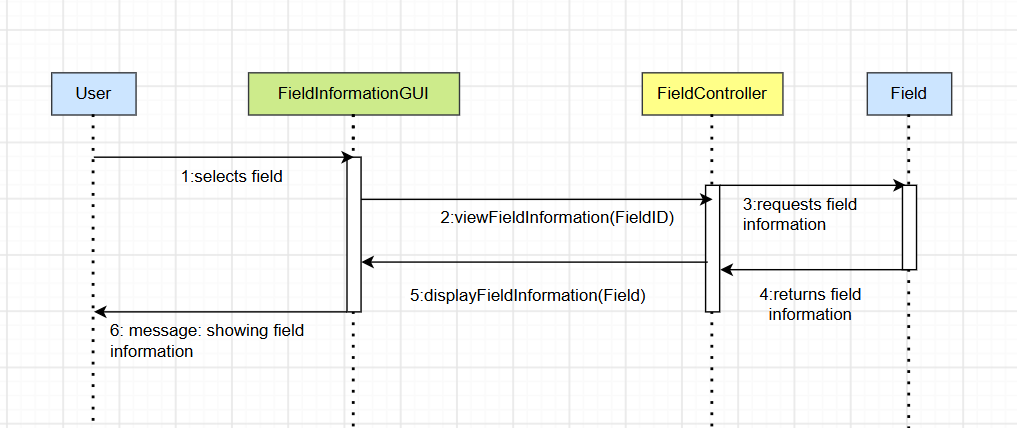 User
FieldInformationGUI
FieldController
Field
1:selects field
2:viewFieldInformation(FieldID)
3:requests field
information
4:returns field
information
5:displayFieldInformation(Field)
6: message: showing field
information